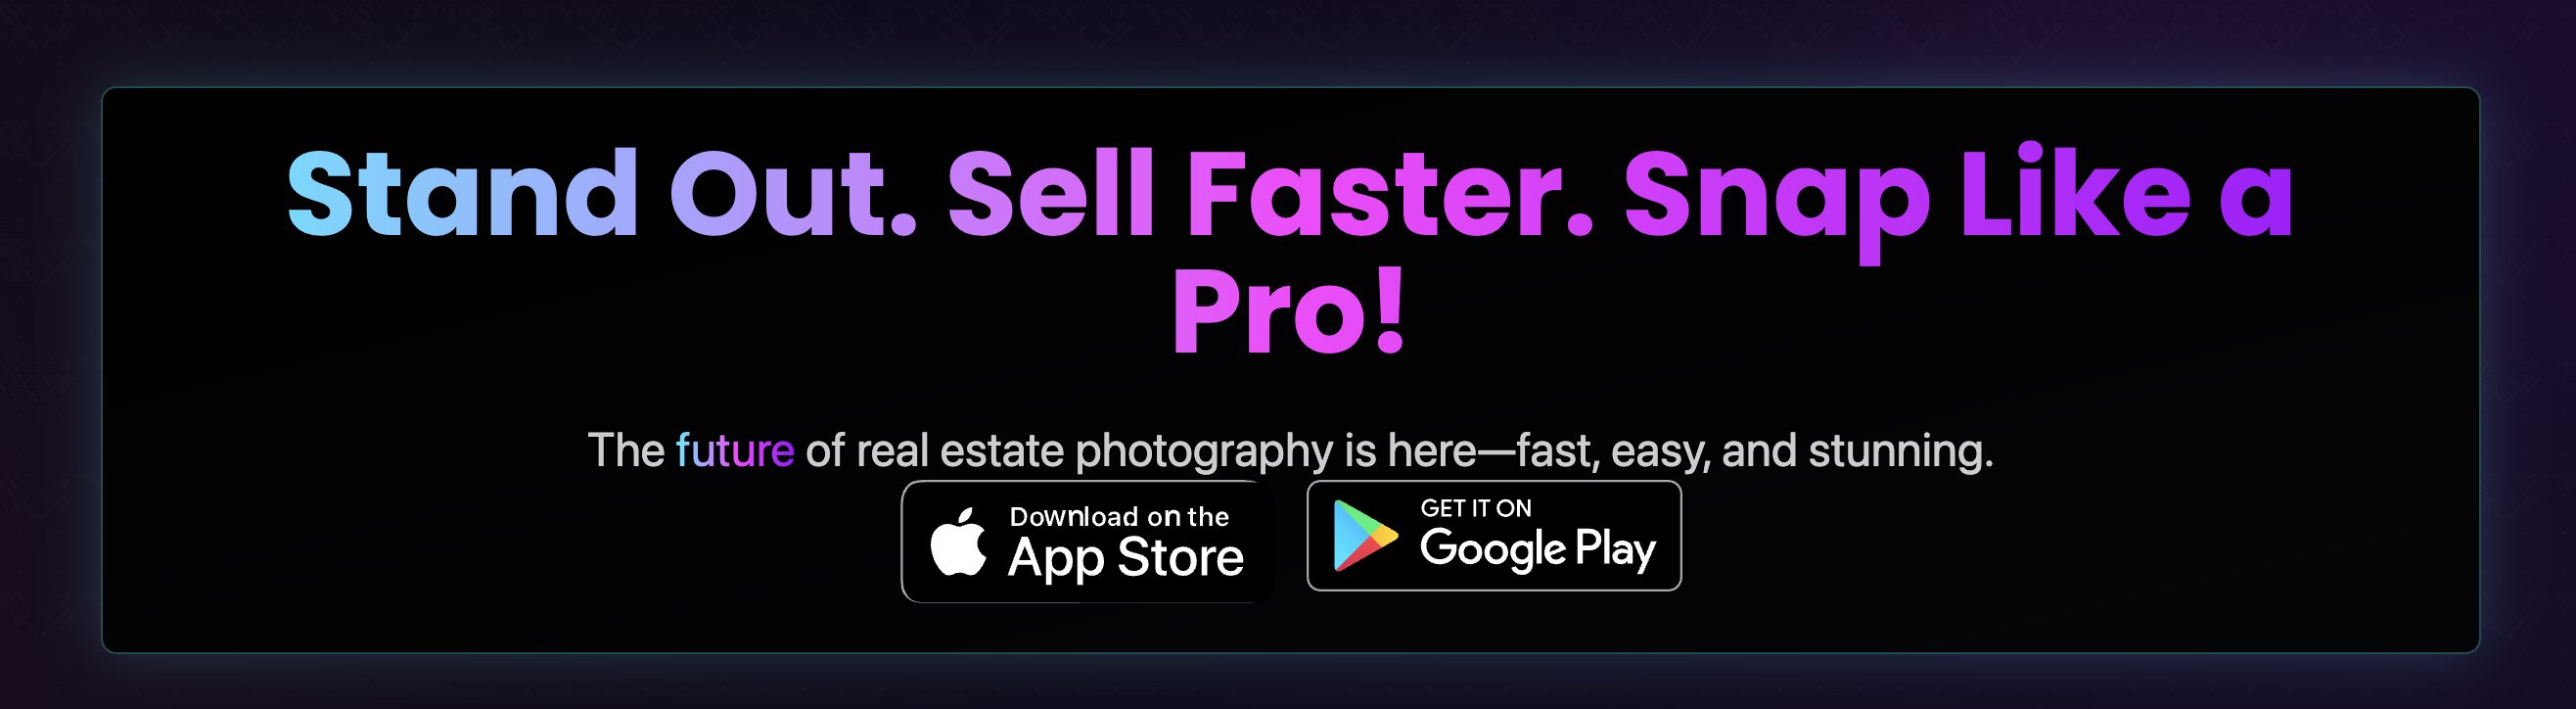 Stand Out. Sell Faster. Snap Like a
Pro!
The future of real estate photography is here—fast, easy, and stunning.
Download on the
App Store
GET IT ON
Google Play